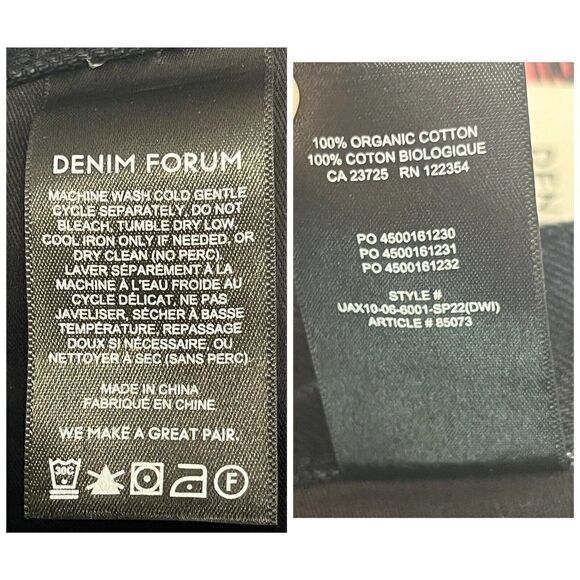 DENIM FORUM
MACHINE WASH COLD GENTLE
CYCLE SEPARATELY, DO NOT
BLEACH, TUMBLE DRY LOW,
COOL IRON ONLY IF NEEDED, OR
DRY CLEAN (NO PERC).
LAVER SÉPARÉMENT À LA
MACHINE À L'EAU FROIDE AU
CYCLE DÉLICAT, NE PAS
JAVELISER, SÉCHER À BASSE
TEMPÉRATURE, REPASSAGE
DOUX SI NÉCESSAIRE, OU
NETTOYER À SEC (SANS PERC).
MADE IN CHINA
FABRIQUÉ EN CHINE
WE MAKE A GREAT PAIR.
30C
F
100% ORGANIC COTTON
100% COTON BIOLOGIQUE
CA 23725 RN 122354
PO 4500161230
PO 4500161231
PO 4500161232
STYLE #
UAX10-06-6001-SP22(DWI)
ARTICLE # 85073
DEN